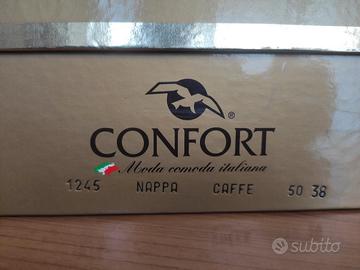 ®
CONFORT
Moda comoda italiana
1245 NAPPA CAFFE 50 38
subito